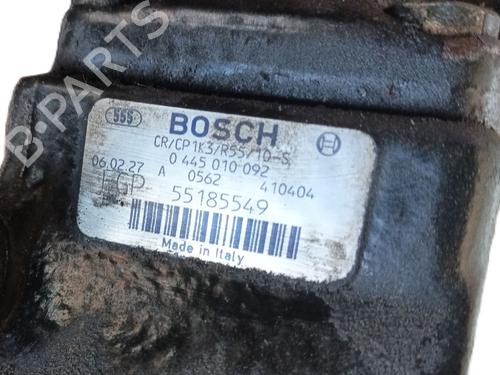 555 BOSCH
CR/CP1K3/R55/10-S
0 445 010 092
06.02.27 A 0562 410404
FGP 55185549
Made in Italy
B-PARTS